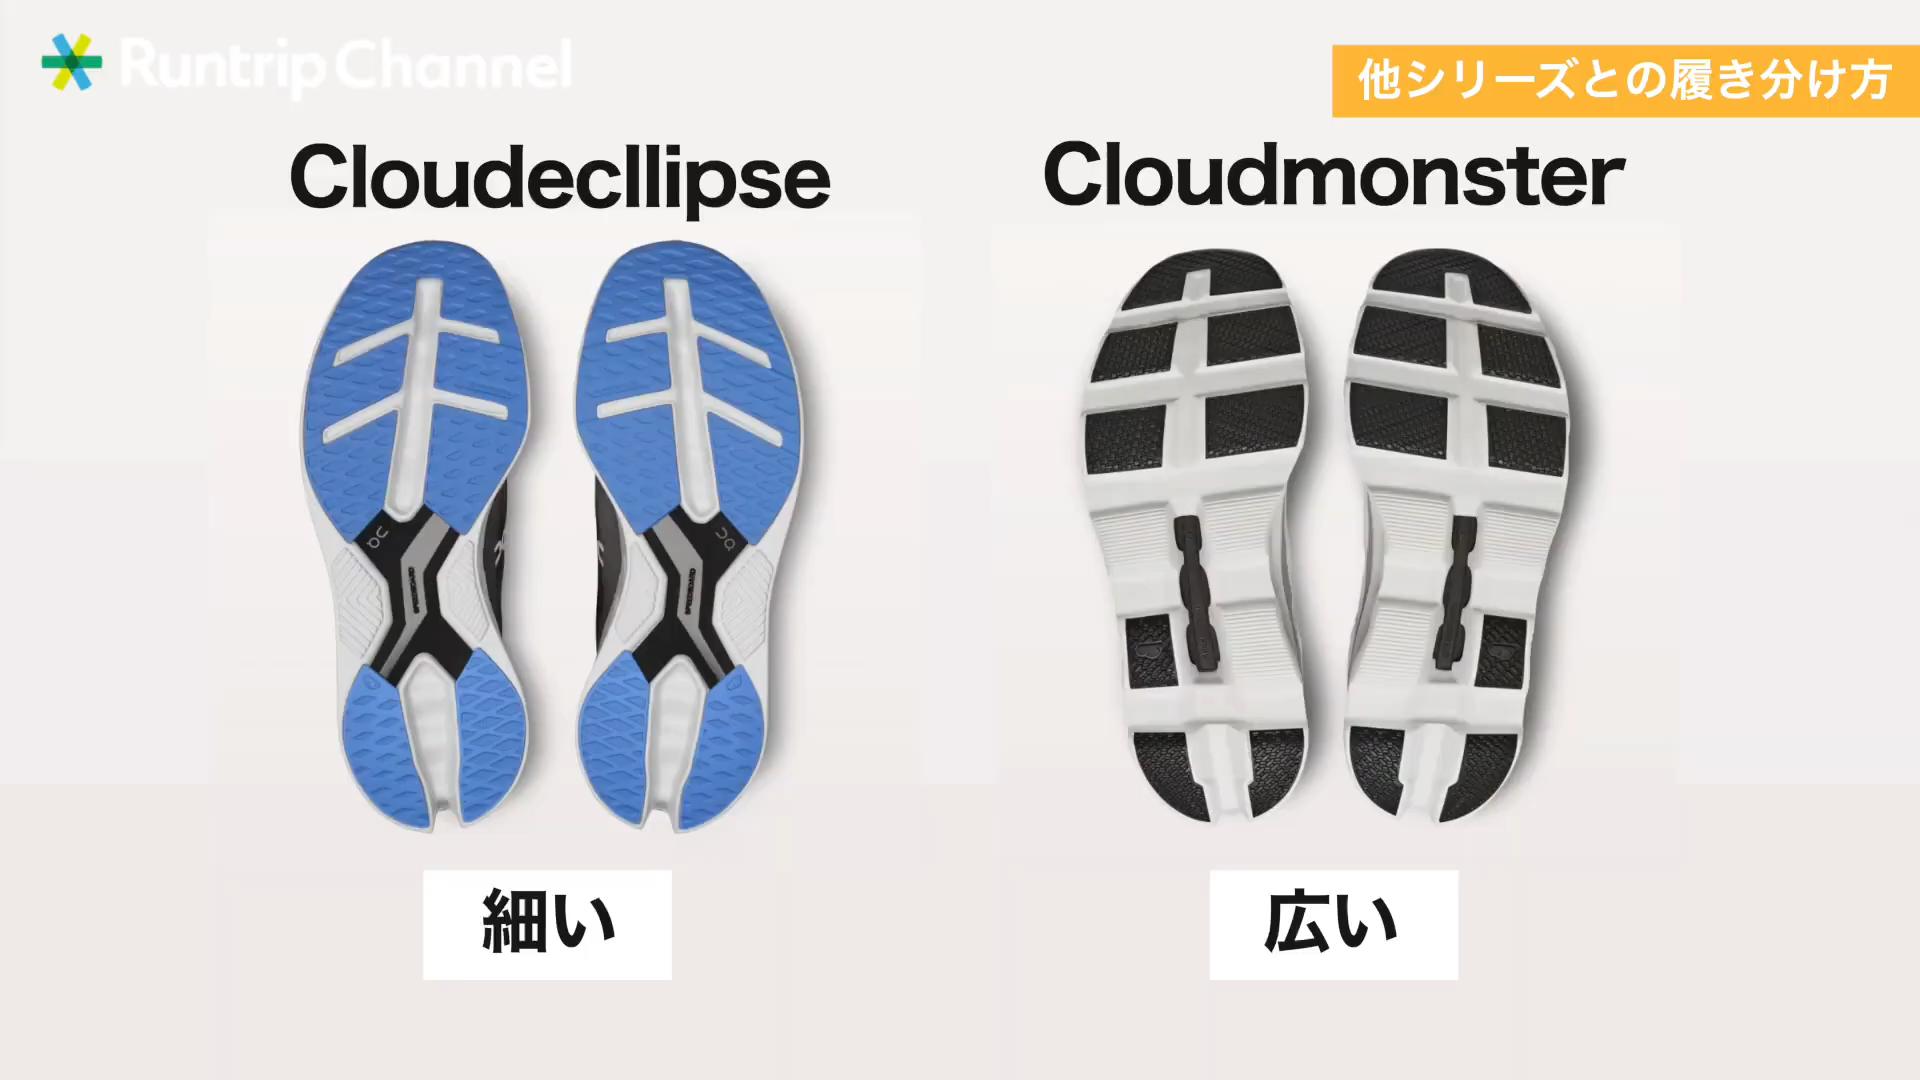 Runtrip Channel
他シリーズとの履き分け方
Cloudecllipse
Cloudmonster
細い
広い